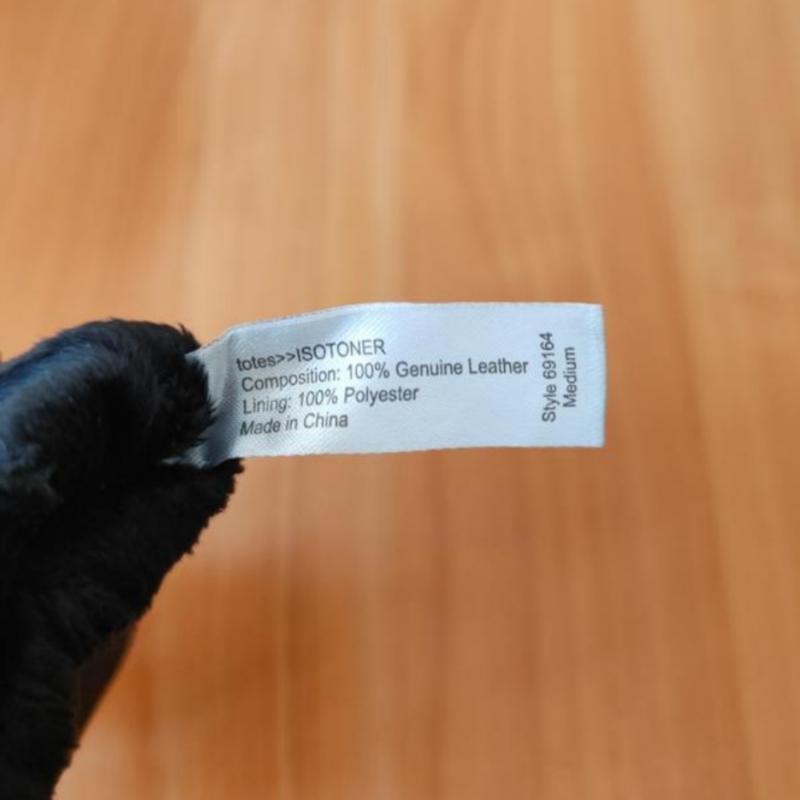 totes>>ISOTONER
Composition: 100% Genuine Leather
Lining: 100% Polyester
Made in China
Style 69164
Medium